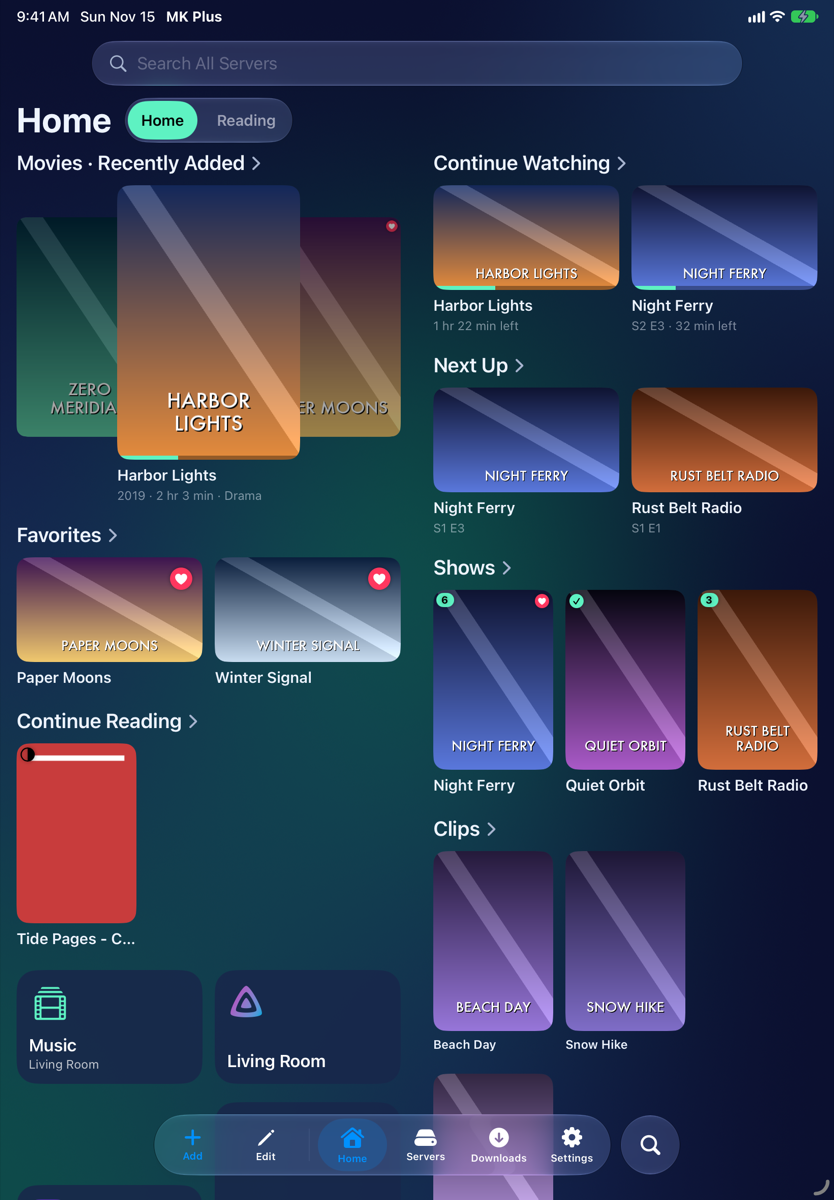 9:41 AM Sun Nov 15 MK Plus
Search All Servers
Home
Home
Reading
Movies · Recently Added
ZERO
HARBOR
LIGHTS
MOONS
Harbor Lights
2019 · 2 hr 3 min · Drama
Favorites
PAPER MOONS
WINTER SIGNAL
Paper Moons
Winter Signal
Continue Reading
Tide Pages - C...
Music
Living Room
Living Room
Continue Watching
HARBOR LIGHTS
NIGHT FERRY
Harbor Lights
1 hr 22 min left
Night Ferry
S2 E3 · 32 min left
Next Up
NIGHT FERRY
RUST BELT RADIO
Night Ferry
S1 E3
Rust Belt Radio
S1 E1
Shows
6
3
NIGHT FERRY
QUIET ORBIT
RUST BELT
RADIO
Night Ferry
Quiet Orbit
Rust Belt Radio
Clips
BEACH DAY
SNOW HIKE
Beach Day
Snow Hike
Add
Edit
Home
Servers
Downloads
Settings